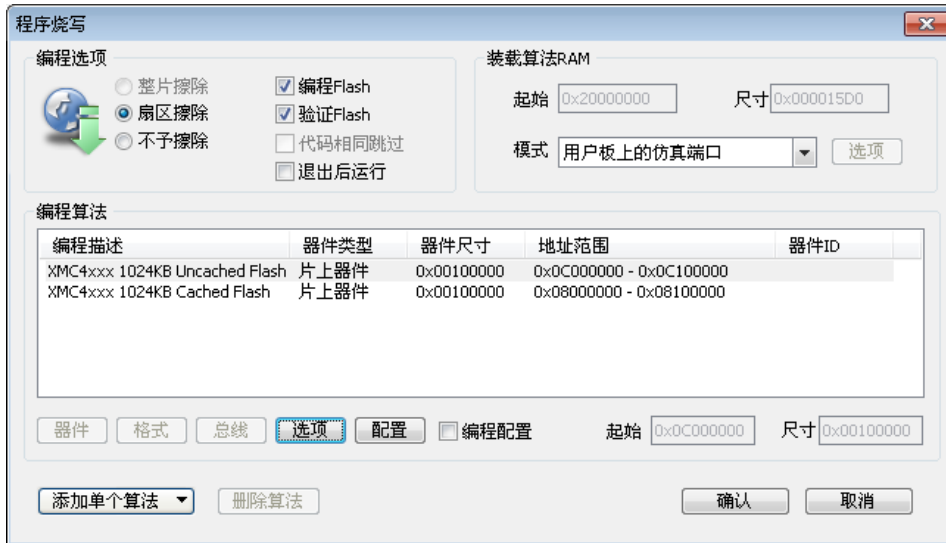 程序烧写
编程选项
整片擦除
扇区擦除
不予擦除
编程Flash
验证Flash
代码相同跳过
退出后运行
装载算法RAM
起始 0x20000000 尺寸 0x000015D0
模式 用户板上的仿真端口 选项
编程算法
编程描述 器件类型 器件尺寸 地址范围 器件ID
XMC4xxx 1024KB Uncached Flash 片上器件 0x00100000 0x0C000000 - 0x0C100000
XMC4xxx 1024KB Cached Flash 片上器件 0x00100000 0x08000000 - 0x08100000
器件 格式 总线 选项 配置 编程配置 起始 0x0C000000 尺寸 0x00100000
添加单个算法 删除算法 确认 取消